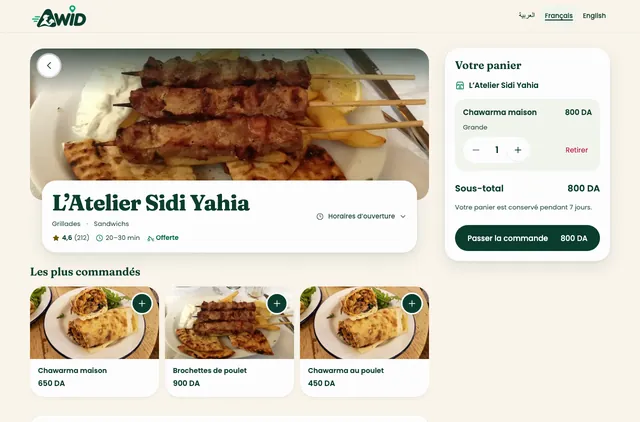 AWID
العربية
Français
English
L'Atelier Sidi Yahia
Grillades · Sandwichs
4,6 (212)
20–30 min
Offerte
Horaires d'ouverture
Les plus commandés
Chawarma maison
650 DA
Brochettes de poulet
900 DA
Chawarma au poulet
450 DA
Votre panier
L'Atelier Sidi Yahia
Chawarma maison
800 DA
Grande
1
Retirer
Sous-total
800 DA
Votre panier est conservé pendant 7 jours.
Passer la commande
800 DA